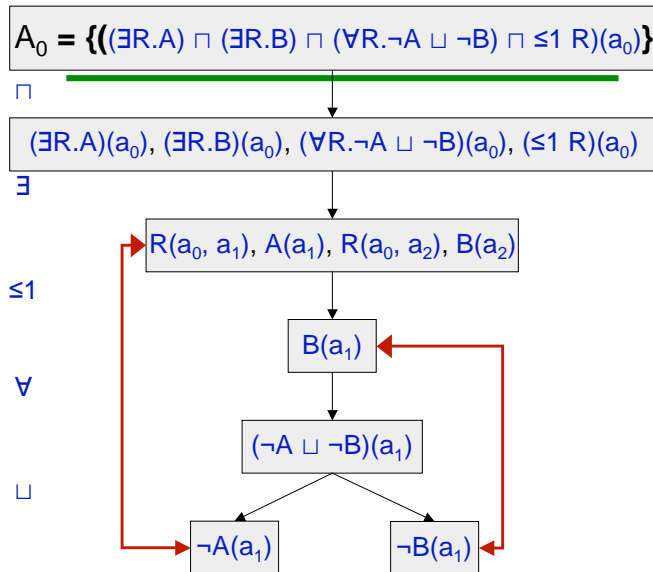 A₀ = {((∃R.A) ⊓ (∃R.B) ⊓ (∀R.¬A ⊔ ¬B) ⊓ ≤1 R)(a₀)}
⊓
(∃R.A)(a₀), (∃R.B)(a₀), (∀R.¬A ⊔ ¬B)(a₀), (≤1 R)(a₀)
∃
R(a₀, a₁), A(a₁), R(a₀, a₂), B(a₂)
≤1
B(a₁)
∀
(¬A ⊔ ¬B)(a₁)
⊔
¬A(a₁) ¬B(a₁)